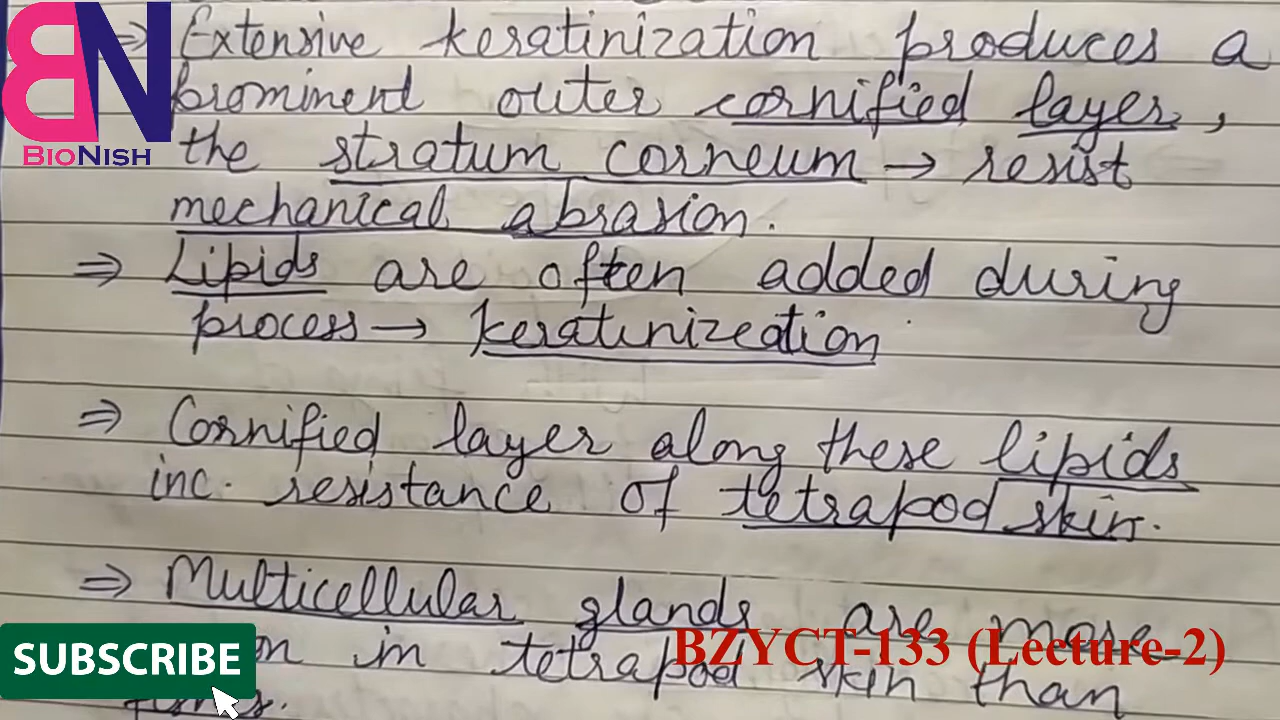 BN
BIONISH
⇒ Extensive keratinization produces a
prominent outer cornified layer,
the stratum corneum → resist
mechanical abrasion.
⇒ Lipids are often added during
process → keratinization
⇒ Cornified layer along these lipids
inc. resistance of tetrapod skin.
⇒ Multicellular glands are more
in tetrapod skin than
SUBSCRIBE
BZYCT-133 (Lecture-2)